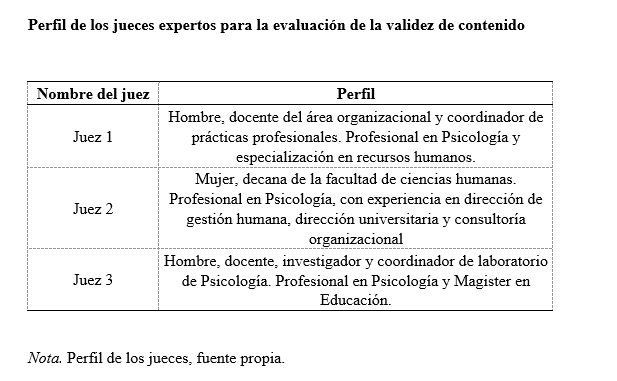 Perfil de los jueces expertos para la evaluación de la validez de contenido
Nombre del juez
Perfil
Juez 1
Hombre, docente del área organizacional y coordinador de
prácticas profesionales. Profesional en Psicología y
especialización en recursos humanos.
Juez 2
Mujer, decana de la facultad de ciencias humanas.
Profesional en Psicología, con experiencia en dirección de
gestión humana, dirección universitaria y consultoría
organizacional
Juez 3
Hombre, docente, investigador y coordinador de laboratorio
de Psicología. Profesional en Psicología y Magister en
Educación.
Nota. Perfil de los jueces, fuente propia.